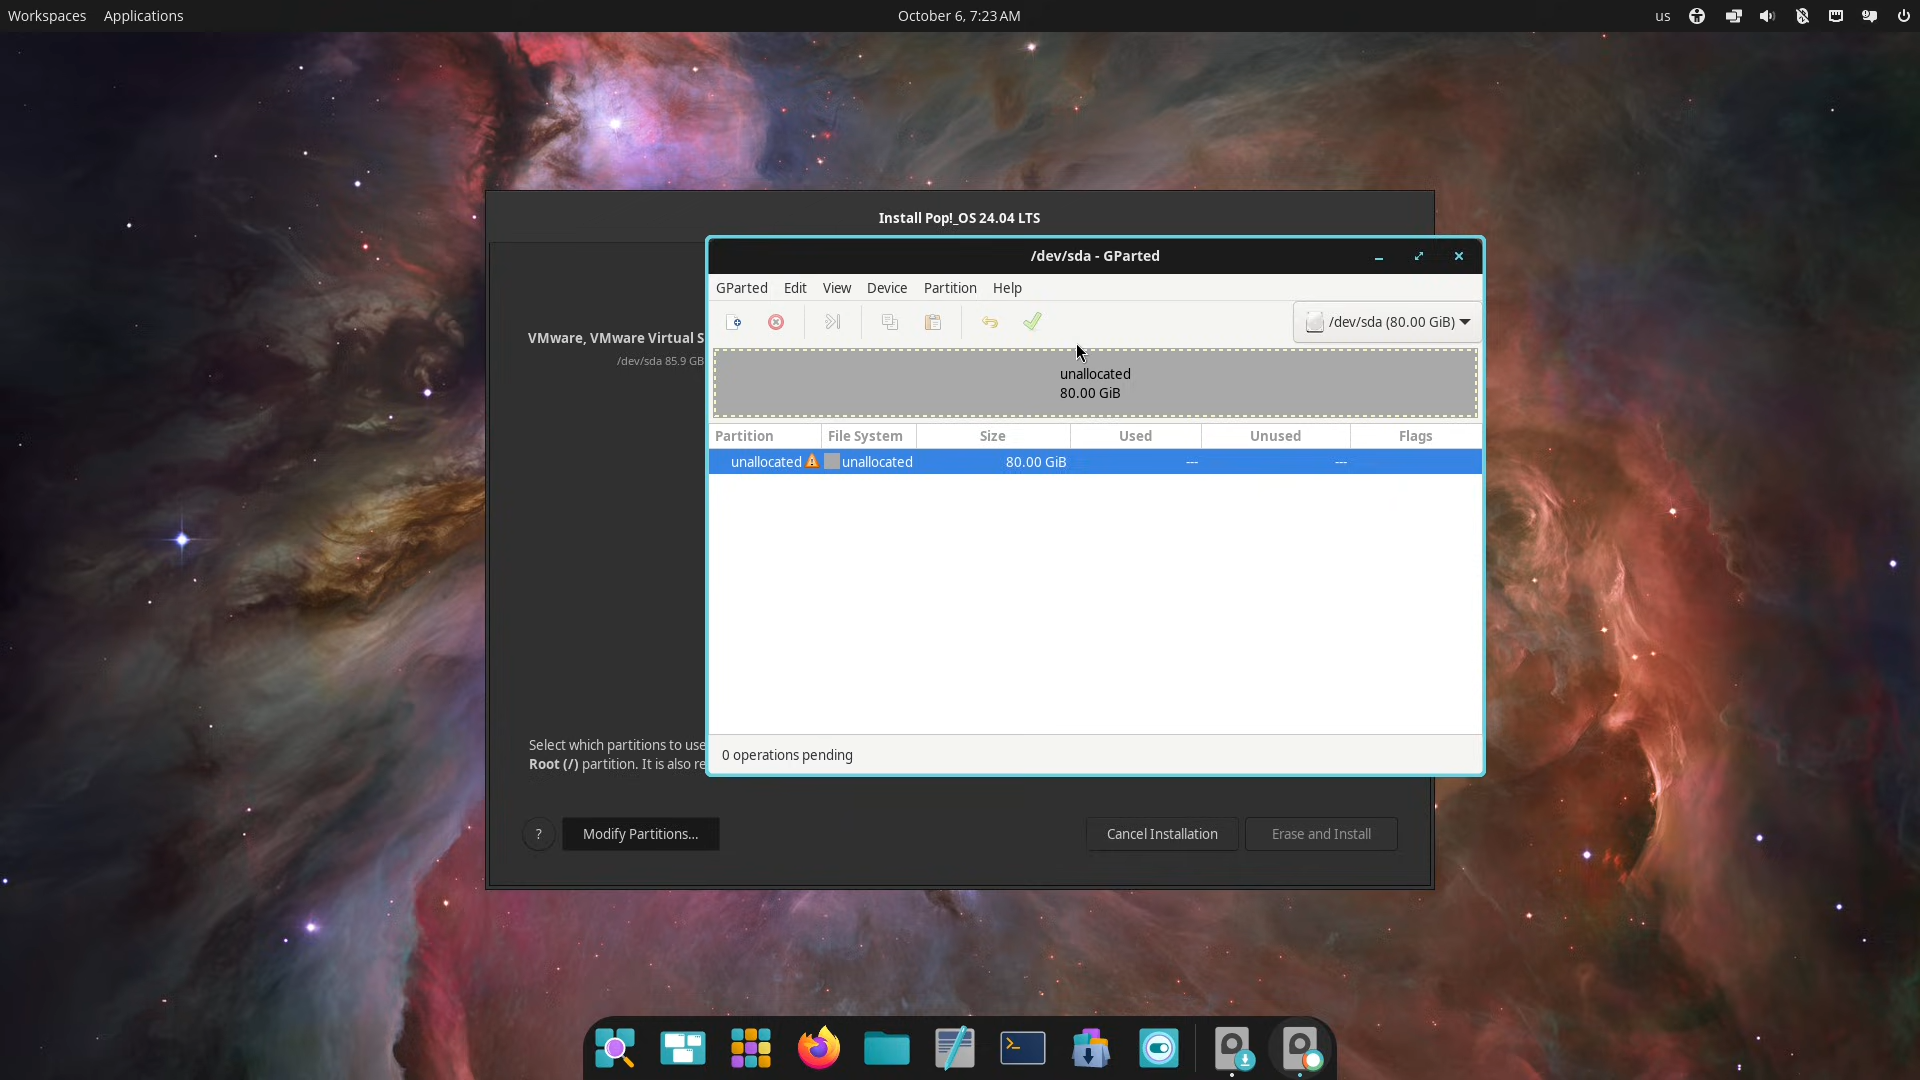 Workspaces Applications October 6, 7:23 AM us
Install Pop!_OS 24.04 LTS
/dev/sda - GParted
GParted Edit View Device Partition Help
/dev/sda (80.00 GiB)
VMware, VMware Virtual S
/dev/sda 85.9 GB
unallocated
80.00 GiB
Partition File System Size Used Unused Flags
unallocated unallocated 80.00 GiB --- ---
Select which partitions to use
Root (/) partition. It is also re
0 operations pending
? Modify Partitions... Cancel Installation Erase and Install